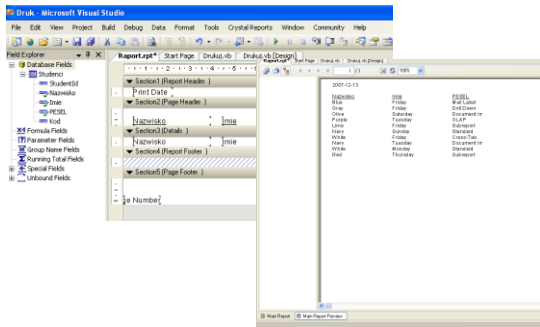 Druk - Microsoft Visual Studio
File Edit View Project Build Debug Data Format Tools Crystal Reports Window Community Help
Field Explorer
Database Fields
Studenci
StudentId
Nazwisko
Imie
PESEL
Kod
Formula Fields
Parameter Fields
Group Name Fields
Running Total Fields
Special Fields
Unbound Fields
Raport.rpt* Start Page Drukuj.vb Drukuj.vb [Design]
Section1 (Report Header )
Print Date
Section2 (Page Header )
Nazwisko Imie
Section3 (Details )
Nazwisko Imie
Section4 (Report Footer )
Section5 (Page Footer )
ge Number
Raport.rpt* Start Page Drukuj.vb Drukuj.vb [Design]
1 /1 100%
2007-12-13
Nazwisko Imie PESEL
Blue Friday Mail Label
Gray Friday Drill Down
Olive Saturday Document Im
Purple Tuesday OLAP
Lime Friday Subreport
Navy Sunday Standard
White Friday Cross-Tab
Navy Tuesday Document Im
White Monday Standard
Red Thursday Subreport
Main Report Main Report Preview